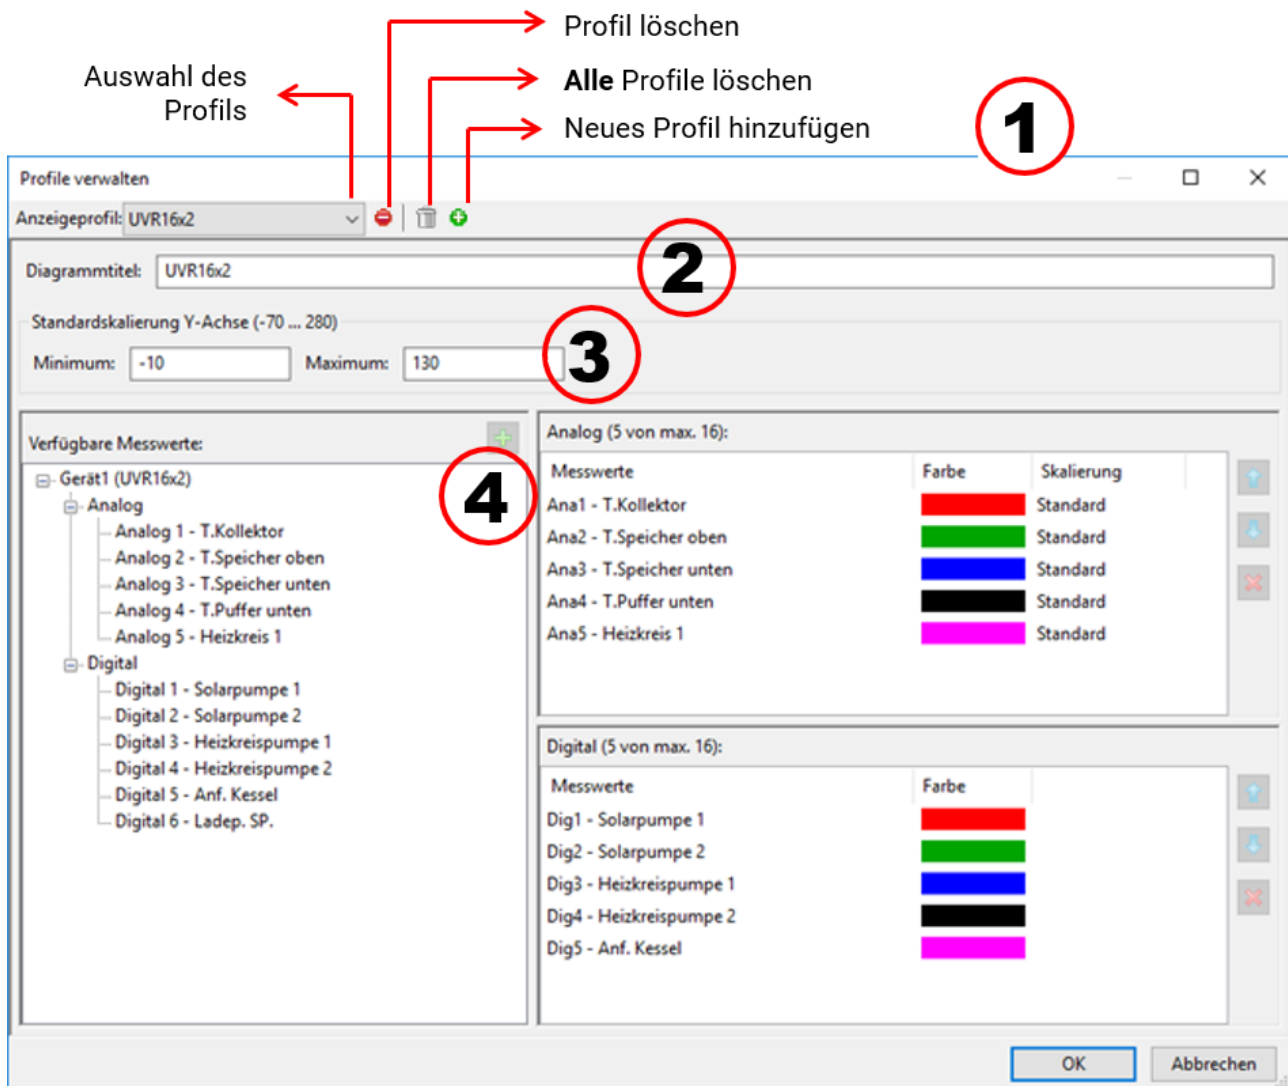 Profil löschen
Auswahl des
Profils
Alle Profile löschen
Neues Profil hinzufügen
1
Profile verwalten
Anzeigeprofil: UVR16x2
Diagrammtitel: UVR16x2
2
Standardskalierung Y-Achse (-70 ... 280)
Minimum: -10 Maximum: 130
3
Verfügbare Messwerte:
4
Gerät1 (UVR16x2)
Analog
Analog 1 - T.Kollektor
Analog 2 - T.Speicher oben
Analog 3 - T.Speicher unten
Analog 4 - T.Puffer unten
Analog 5 - Heizkreis 1
Digital
Digital 1 - Solarpumpe 1
Digital 2 - Solarpumpe 2
Digital 3 - Heizkreispumpe 1
Digital 4 - Heizkreispumpe 2
Digital 5 - Anf. Kessel
Digital 6 - Ladep. SP.
Analog (5 von max. 16):
Messwerte Farbe Skalierung
Ana1 - T.Kollektor Standard
Ana2 - T.Speicher oben Standard
Ana3 - T.Speicher unten Standard
Ana4 - T.Puffer unten Standard
Ana5 - Heizkreis 1 Standard
Digital (5 von max. 16):
Messwerte Farbe
Dig1 - Solarpumpe 1
Dig2 - Solarpumpe 2
Dig3 - Heizkreispumpe 1
Dig4 - Heizkreispumpe 2
Dig5 - Anf. Kessel
OK Abbrechen